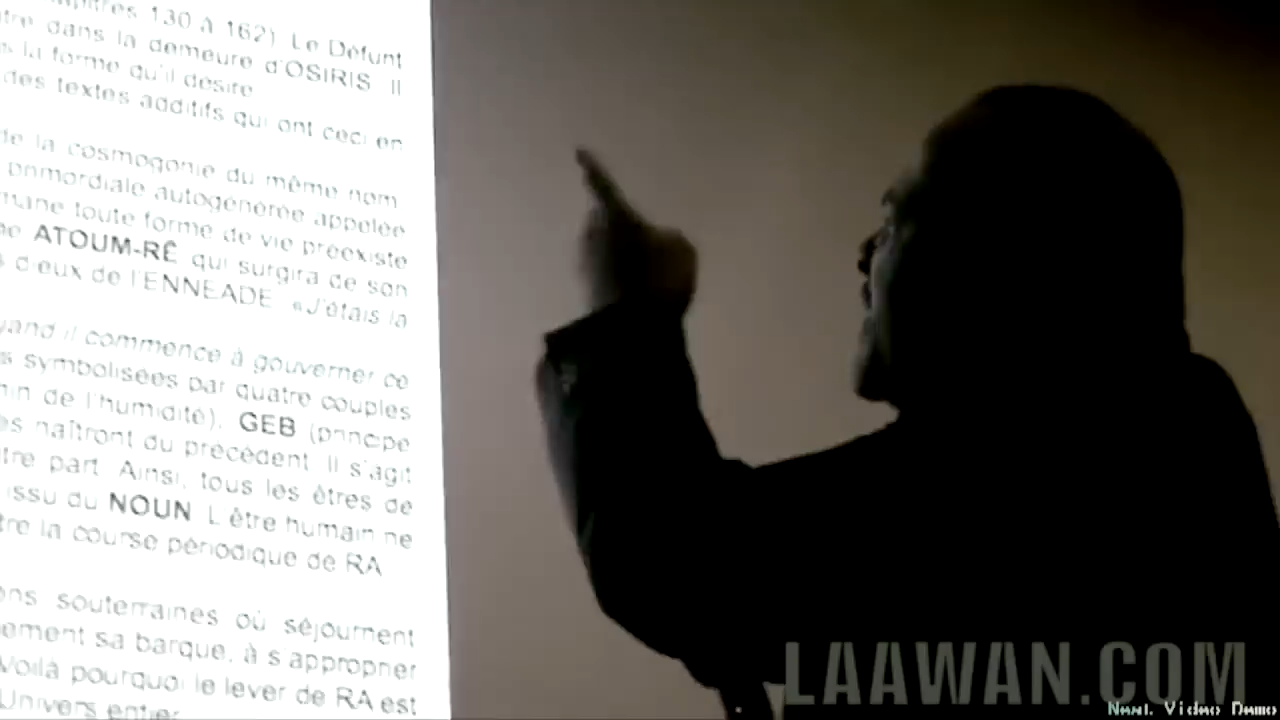 pitres 130 à 162) Le Défunt
tre dans la demeure d'OSIRIS Il
la forme qu'il désire
des textes additifs qui ont ceci en
de la cosmogonie du même nom
primordiale autogénérée appelée
mane toute forme de vie préexiste
ATOUM-RÊ qui surgira de son
dieux de l'ENNEADE «J'étais la
quand il commence à gouverner ce
s symbolisées par quatre couples
nin de l'humidité), GEB (principe
es naîtront du précédent Il s'agit
tre part Ainsi, tous les êtres de
issu du NOUN L être humain ne
tre la course périodique de RA
ons souterraines où séjournent
ement sa barque, à s'approprier
Voilà pourquoi le lever de RA est
Univers entier
LAAWAN.COM
Video Demo